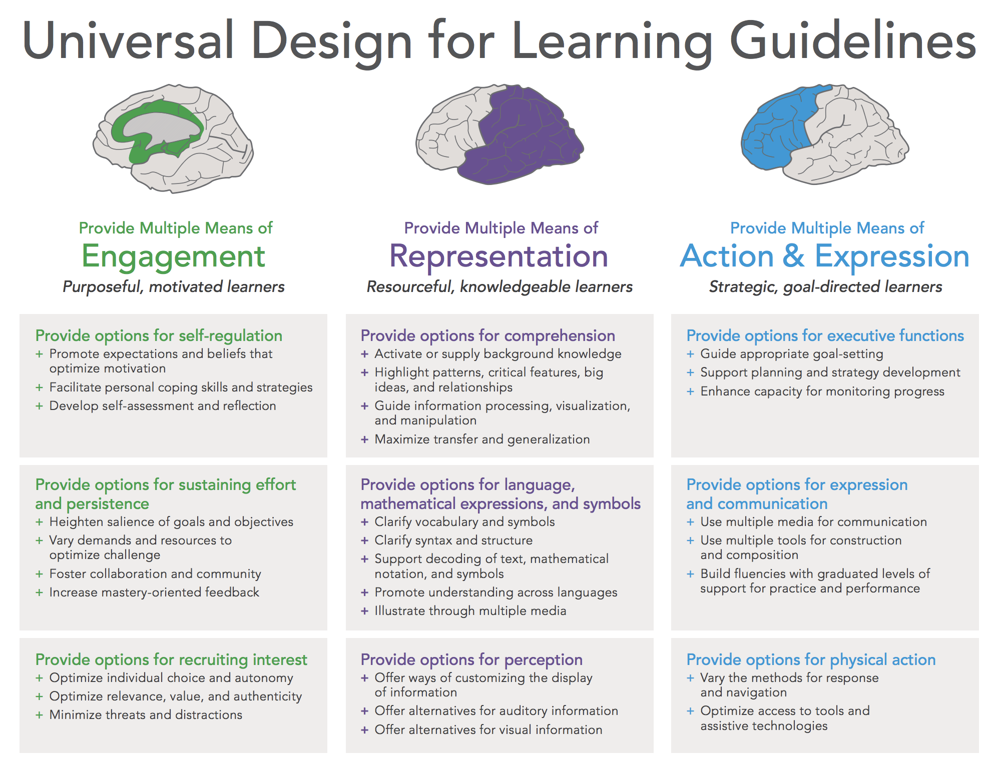 Universal Design for Learning Guidelines
Provide Multiple Means of
Engagement
Purposeful, motivated learners
Provide options for self-regulation
+ Promote expectations and beliefs that
optimize motivation
+ Facilitate personal coping skills and strategies
+ Develop self-assessment and reflection
Provide options for sustaining effort
and persistence
+ Heighten salience of goals and objectives
+ Vary demands and resources to
optimize challenge
+ Foster collaboration and community
+ Increase mastery-oriented feedback
Provide options for recruiting interest
+ Optimize individual choice and autonomy
+ Optimize relevance, value, and authenticity
+ Minimize threats and distractions
Provide Multiple Means of
Representation
Resourceful, knowledgeable learners
Provide options for comprehension
+ Activate or supply background knowledge
+ Highlight patterns, critical features, big
ideas, and relationships
+ Guide information processing, visualization,
and manipulation
+ Maximize transfer and generalization
Provide options for language,
mathematical expressions, and symbols
+ Clarify vocabulary and symbols
+ Clarify syntax and structure
+ Support decoding of text, mathematical
notation, and symbols
+ Promote understanding across languages
+ Illustrate through multiple media
Provide options for perception
+ Offer ways of customizing the display
of information
+ Offer alternatives for auditory information
+ Offer alternatives for visual information
Provide Multiple Means of
Action & Expression
Strategic, goal-directed learners
Provide options for executive functions
+ Guide appropriate goal-setting
+ Support planning and strategy development
+ Enhance capacity for monitoring progress
Provide options for expression
and communication
+ Use multiple media for communication
+ Use multiple tools for construction
and composition
+ Build fluencies with graduated levels of
support for practice and performance
Provide options for physical action
+ Vary the methods for response
and navigation
+ Optimize access to tools and
assistive technologies